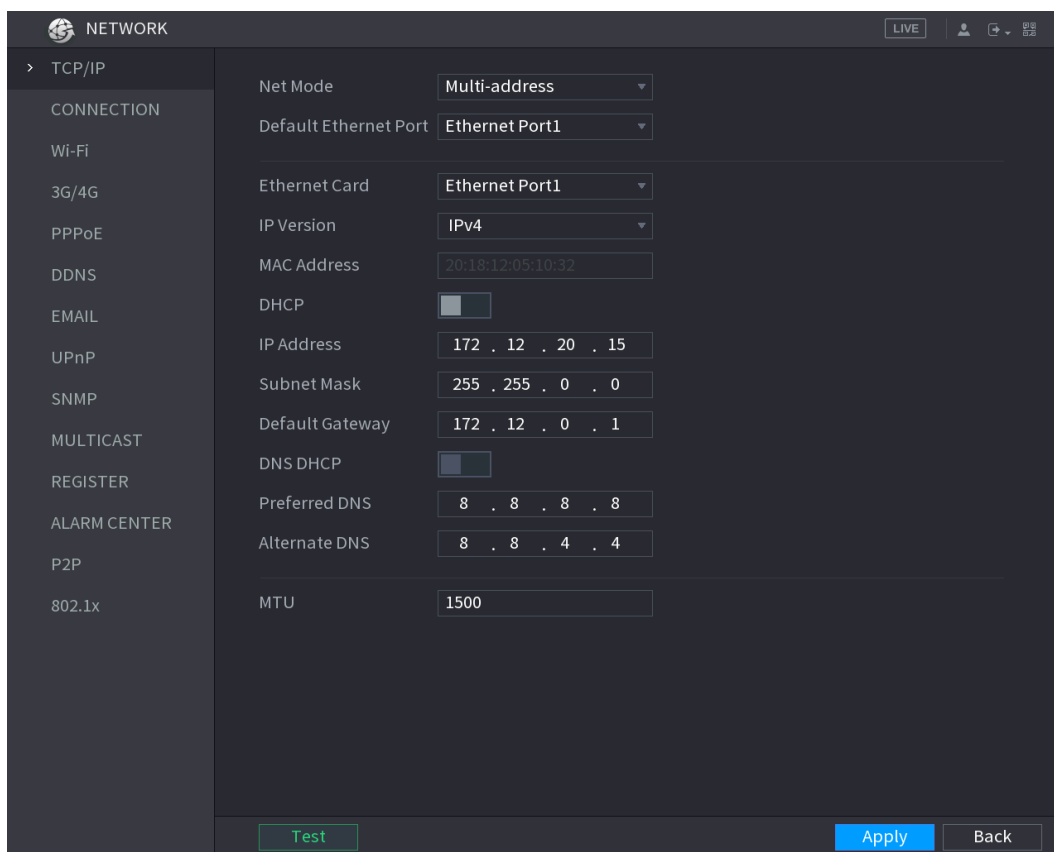 NETWORK
LIVE
TCP/IP
CONNECTION
Wi-Fi
3G/4G
PPPoE
DDNS
EMAIL
UPnP
SNMP
MULTICAST
REGISTER
ALARM CENTER
P2P
802.1x
Net Mode Multi-address
Default Ethernet Port Ethernet Port1
Ethernet Card Ethernet Port1
IP Version IPv4
MAC Address 20:18:12:05:10:32
DHCP
IP Address 172 . 12 . 20 . 15
Subnet Mask 255 . 255 . 0 . 0
Default Gateway 172 . 12 . 0 . 1
DNS DHCP
Preferred DNS 8 . 8 . 8 . 8
Alternate DNS 8 . 8 . 4 . 4
MTU 1500
Test
Apply
Back